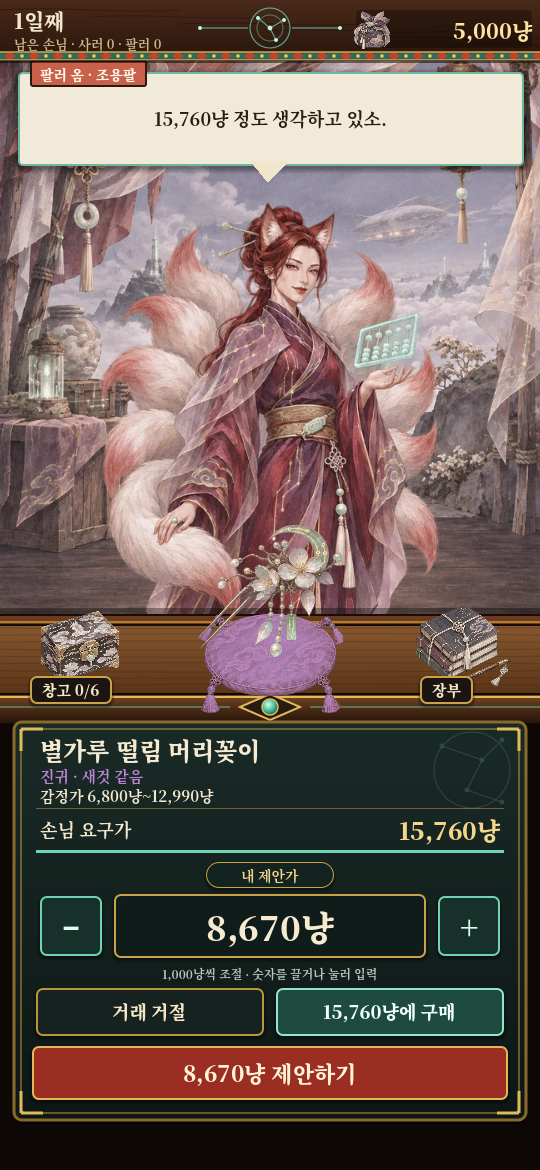 1일째
남은 손님 · 사러 0 · 팔러 0
5,000냥
팔러 옴 · 조용팔
15,760냥 정도 생각하고 있소.
창고 0/6
장부
별가루 떨림 머리꽂이
진귀 · 새것 같음
감정가 6,800냥~12,990냥
손님 요구가
15,760냥
내 제안가
−
8,670냥
+
1,000냥씩 조절 · 숫자를 끌거나 눌러 입력
거래 거절
15,760냥에 구매
8,670냥 제안하기